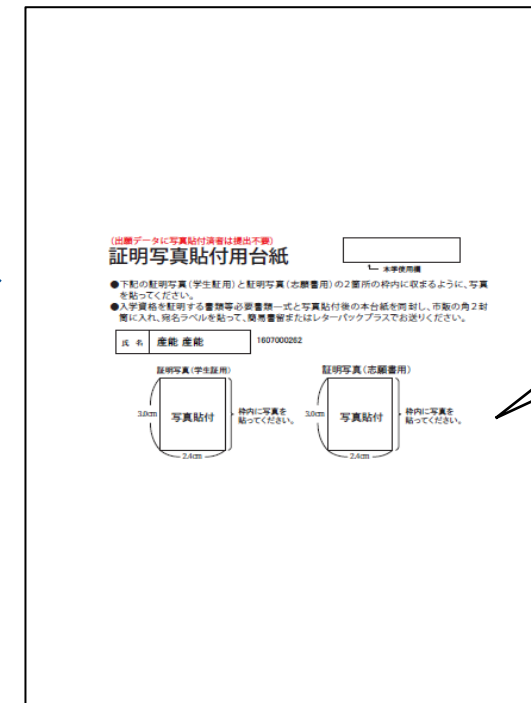 (出願データに写真貼付済者は提出不要)
証明写真貼付用台紙
本学使用欄
●下記の証明写真(学生証用)と証明写真(志願書用)の2箇所の枠内に収まるように、写真
を貼ってください。
●入学資格を証明する書類等必要書類一式と写真貼付後の本台紙を同封し、市販の角2封
筒に入れ、宛名ラベルを貼って、簡易書留またはレターパックプラスでお送りください。
氏 名 産能 産能 1607000262
証明写真(学生証用) 証明写真(志願書用)
3.0cm 写真貼付 枠内に写真を 3.0cm 写真貼付 枠内に写真を
貼ってください。 貼ってください。
2.4cm 2.4cm